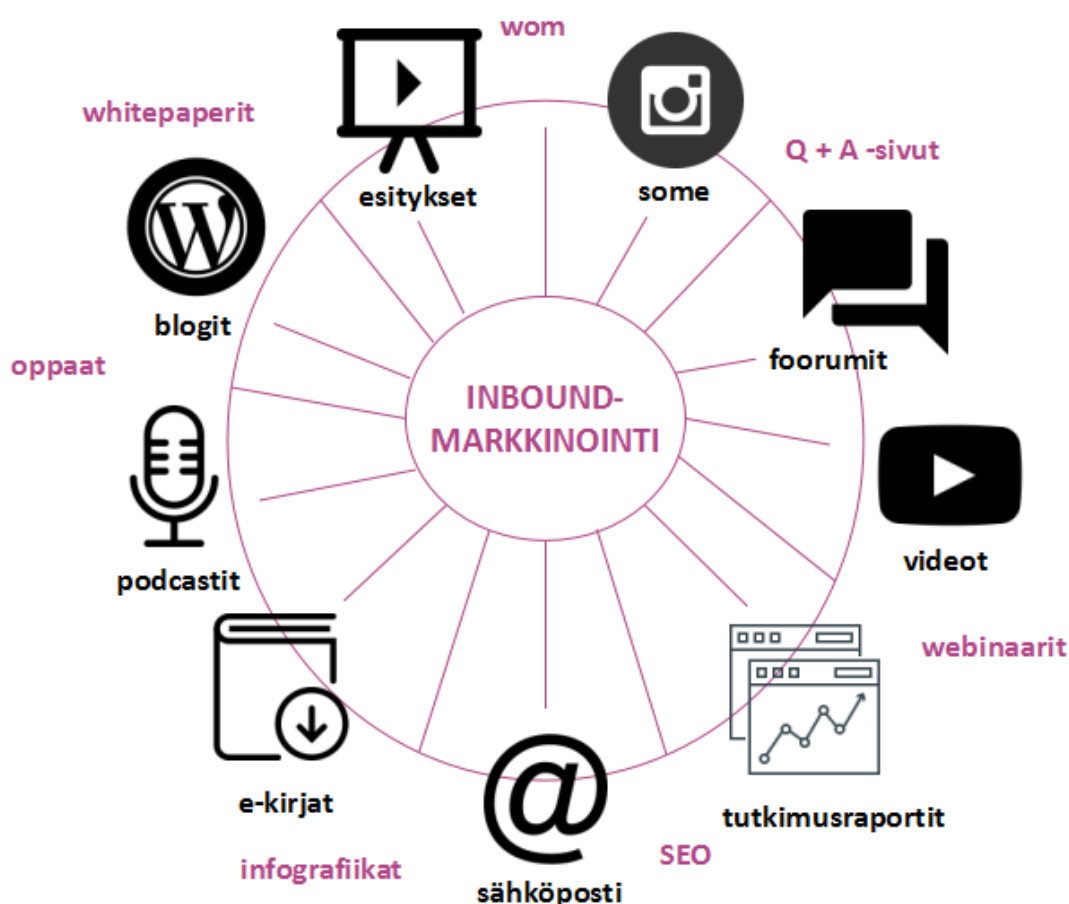 wom
whitepaperit
Q + A -sivut
esitykset
some
blogit
foorumit
oppaat
INBOUND-
MARKKINOINTI
videot
podcastit
webinaarit
e-kirjat
tutkimusraportit
SEO
infografiikat
sähköposti